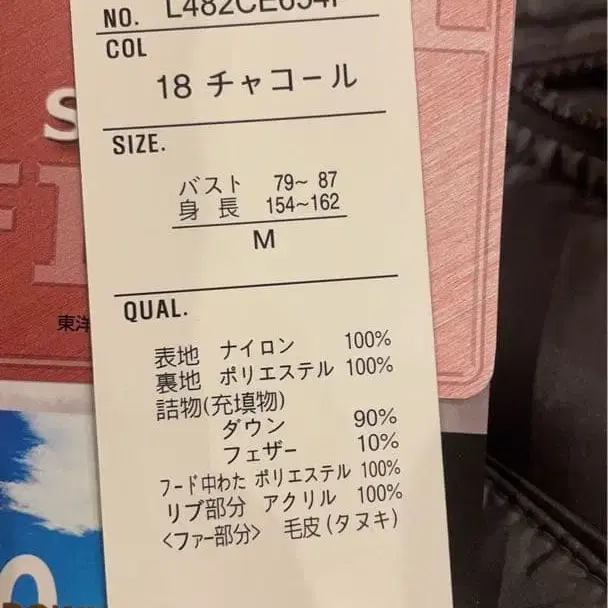 NO.
COL
18 チャコール
SIZE.
バスト 79~ 87
身 長 154~162
M
QUAL.
表地 ナイロン 100%
裏地 ポリエステル 100%
詰物(充填物)
ダウン 90%
フェザー 10%
フード中わた ポリエステル 100%
リブ部分 アクリル 100%
<ファー部分> 毛皮(タヌキ)
東洋